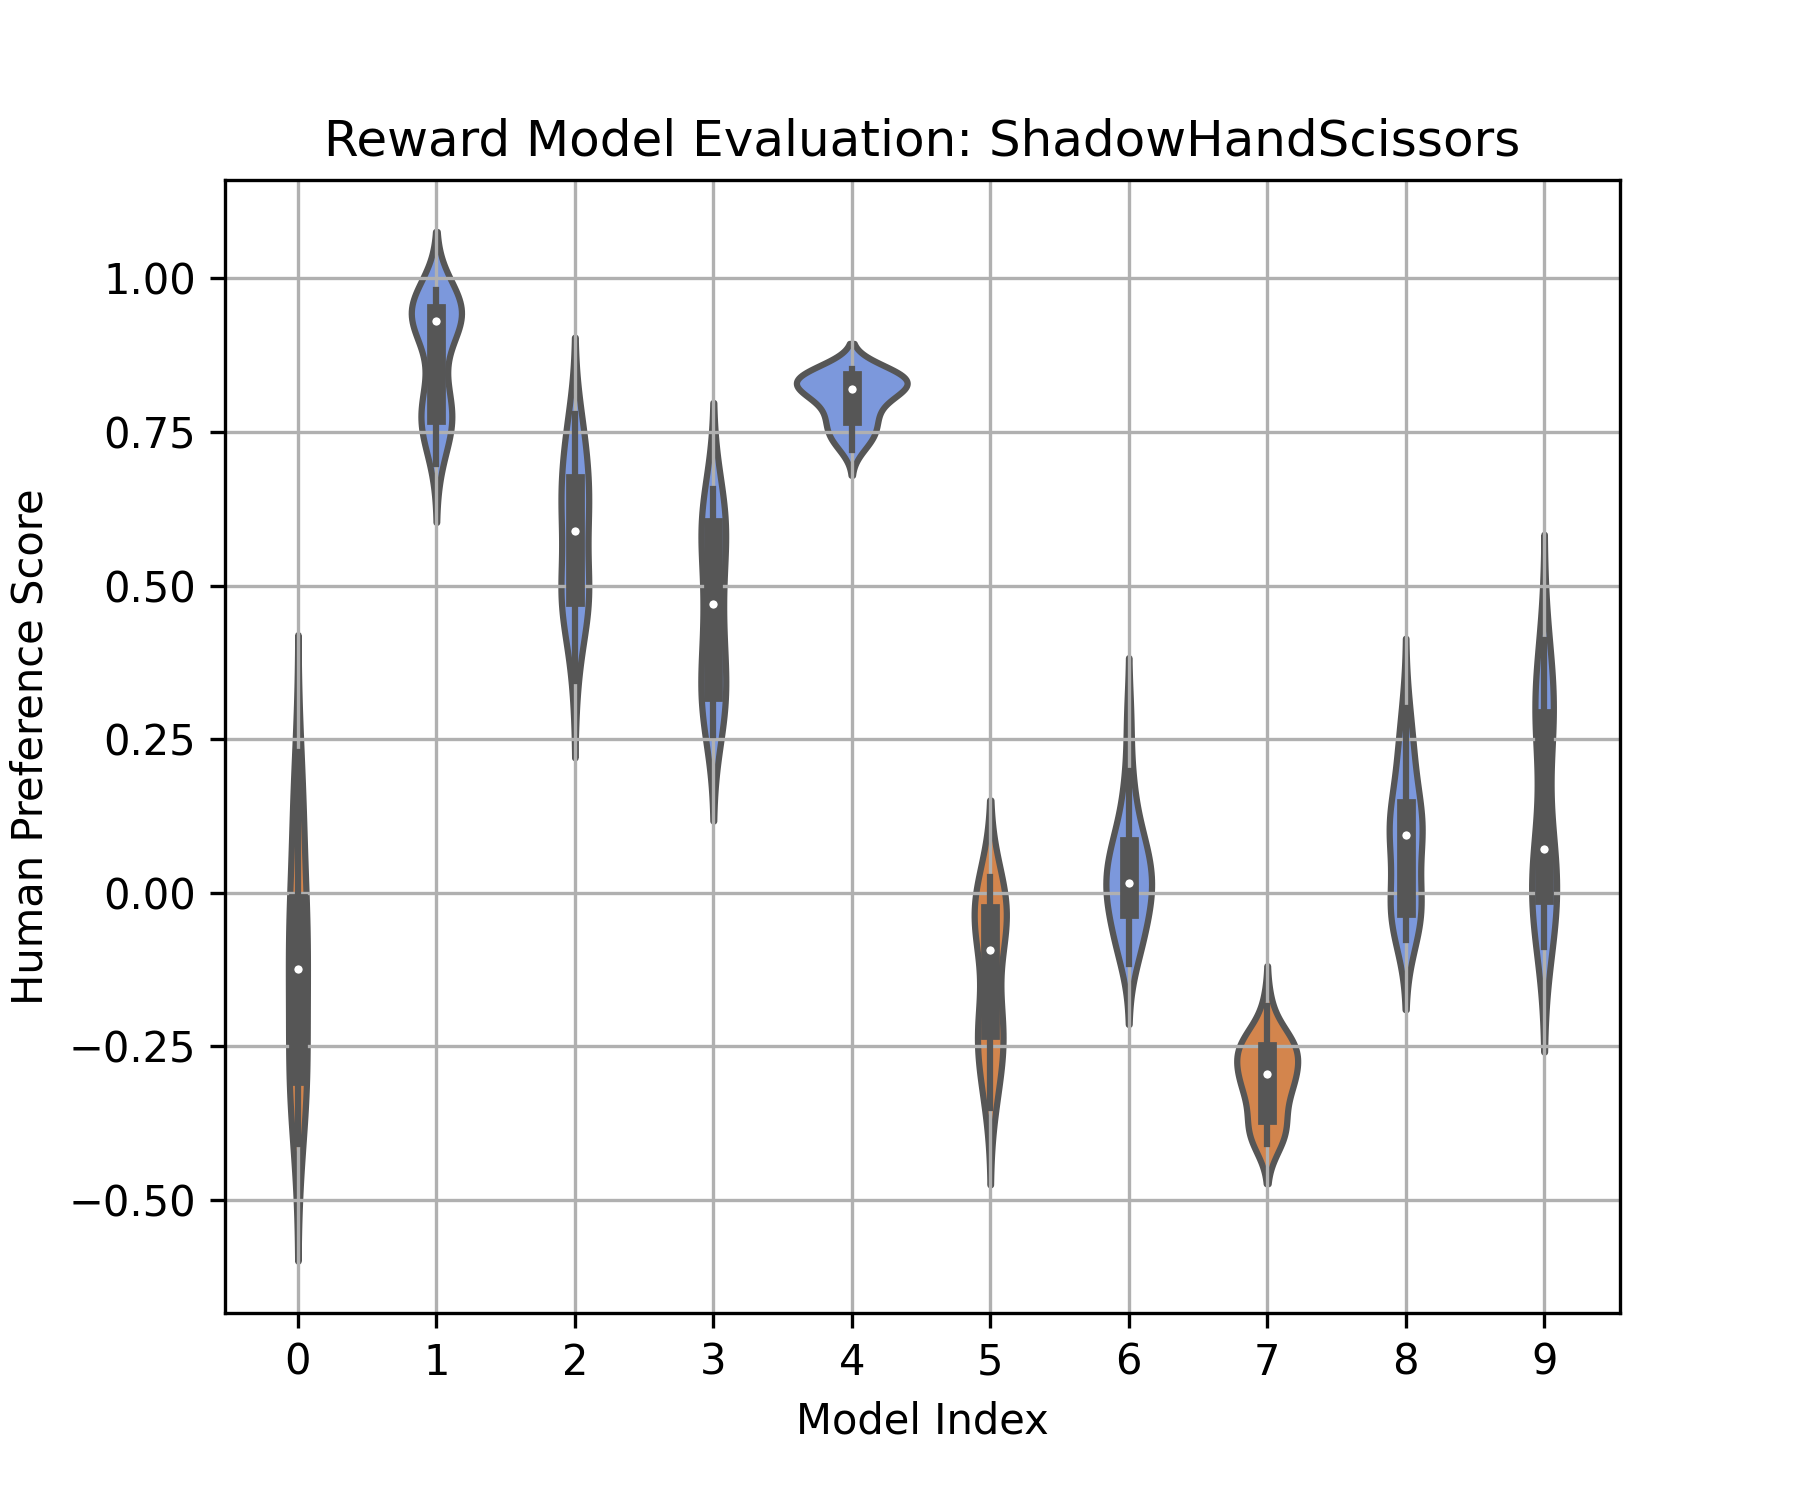 Reward Model Evaluation: ShadowHandScissors
Human Preference Score
1.00
0.75
0.50
0.25
0.00
−0.25
−0.50
0 1 2 3 4 5 6 7 8 9
Model Index